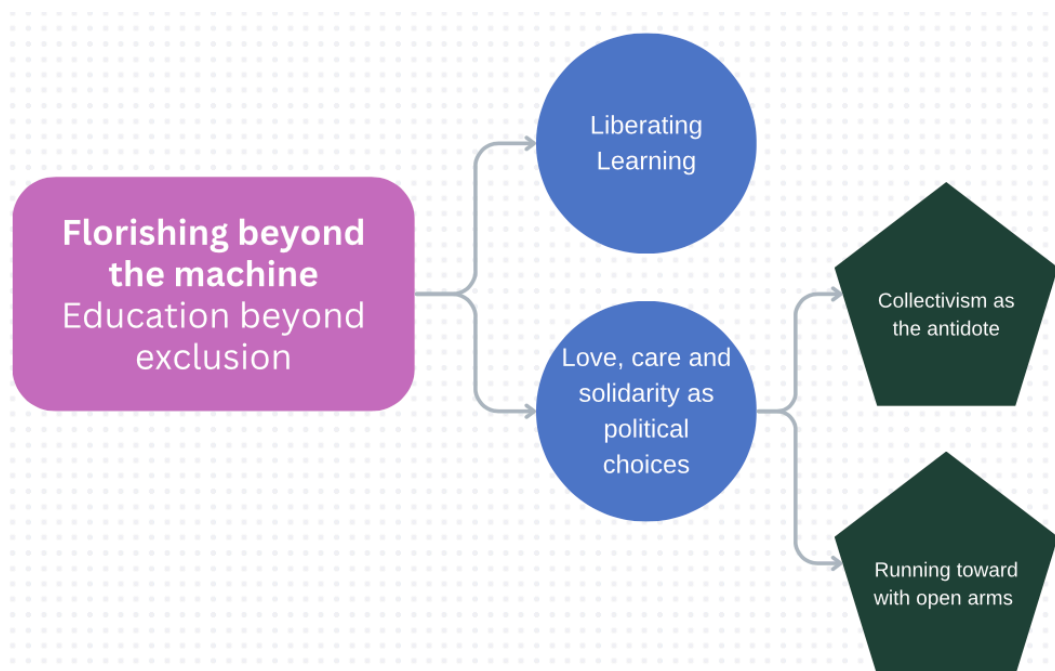 Florishing beyond
the machine
Education beyond
exclusion
Liberating
Learning
Love, care and
solidarity as
political
choices
Collectivism as
the antidote
Running toward
with open arms